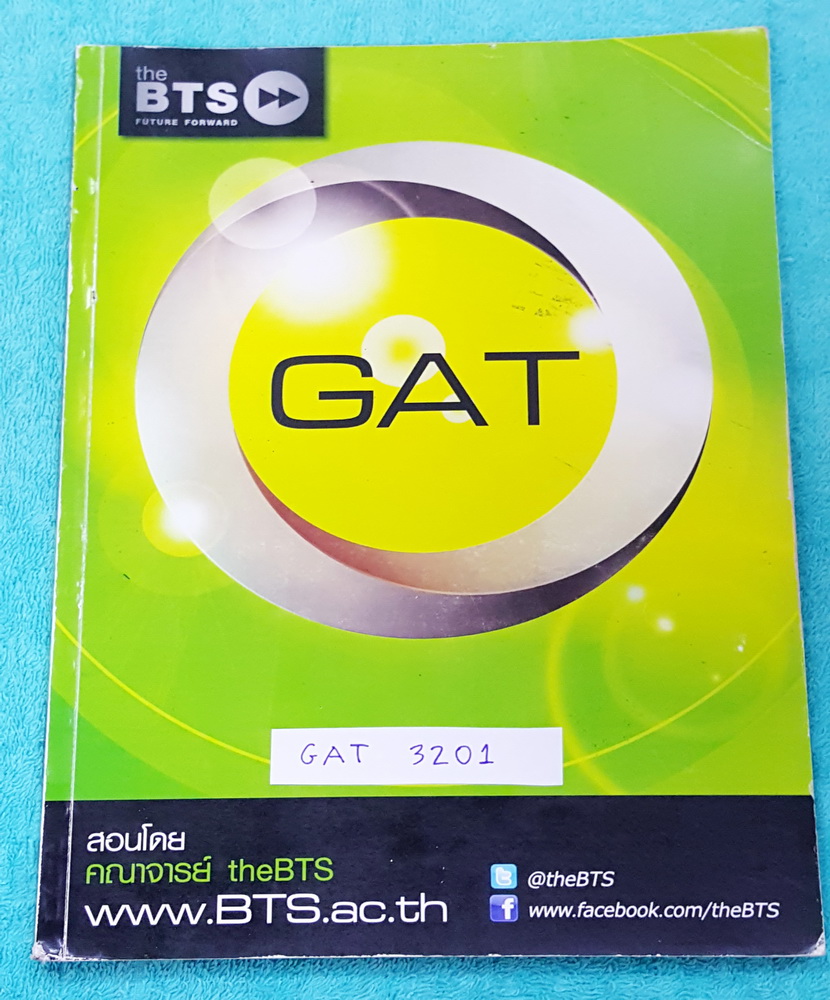 the
BTS
FUTURE FORWARD
GAT
GAT 3201
สอนโดย
คณาจารย์ theBTS
www.BTS.ac.th
@theBTS
www.facebook.com/theBTS